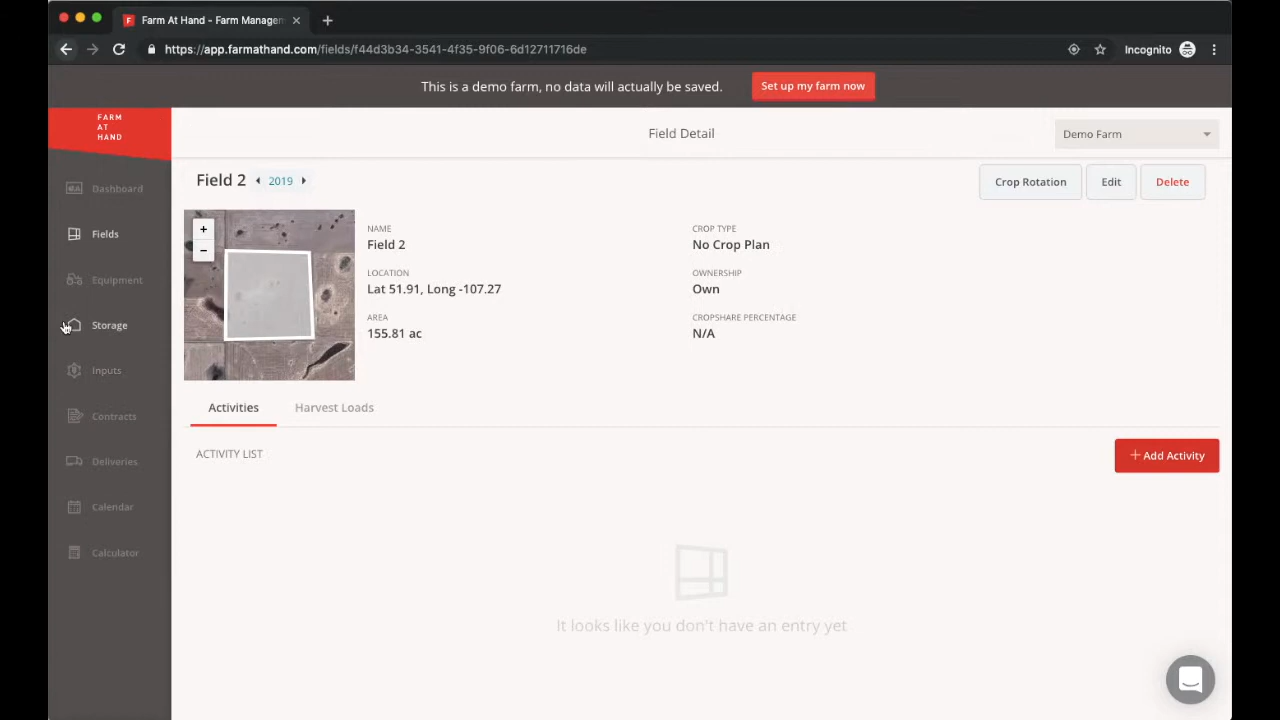 Farm At Hand - Farm Managem
https://app.farmathand.com/fields/f44d3b34-3541-4f35-9f06-6d12711716de
Incognito
This is a demo farm, no data will actually be saved.
Set up my farm now
FARM
AT
HAND
Field Detail
Demo Farm
Dashboard
Fields
Equipment
Storage
Inputs
Contracts
Deliveries
Calendar
Calculator
Field 2
2019
Crop Rotation
Edit
Delete
+
−
NAME
Field 2
LOCATION
Lat 51.91, Long -107.27
AREA
155.81 ac
CROP TYPE
No Crop Plan
OWNERSHIP
Own
CROPSHARE PERCENTAGE
N/A
Activities
Harvest Loads
ACTIVITY LIST
+ Add Activity
It looks like you don't have an entry yet